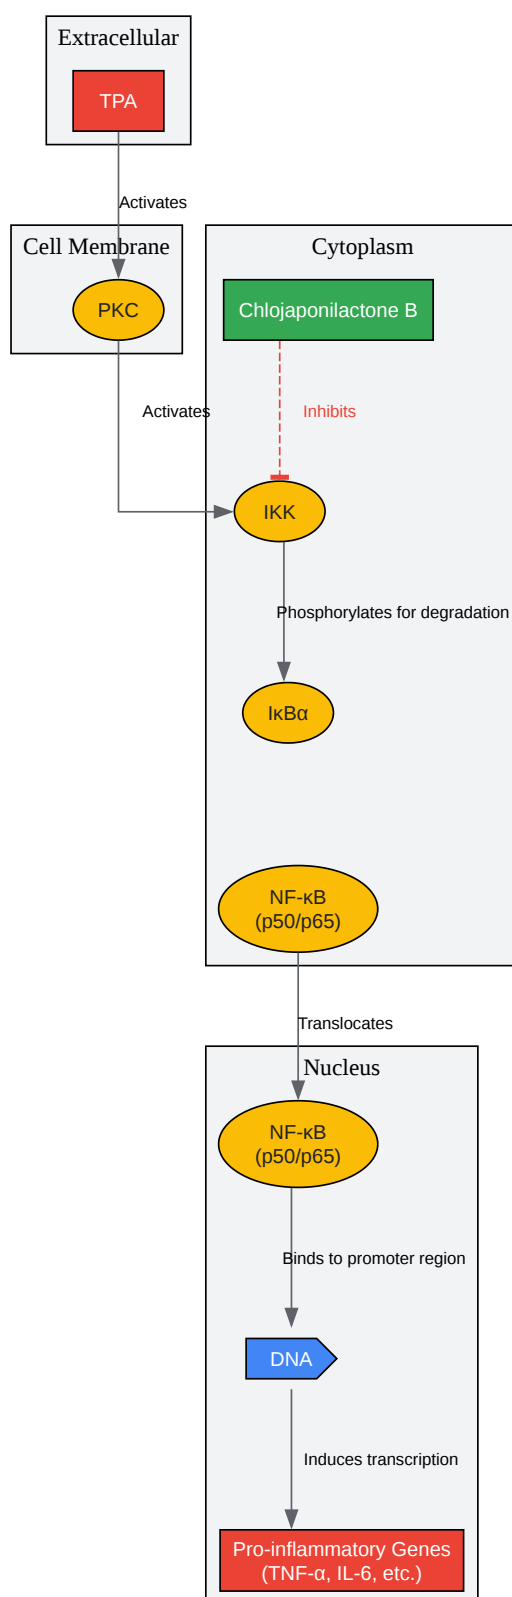 Extracellular
TPA
Activates
Cell Membrane
PKC
Cytoplasm
Chlojaponilactone B
Activates
Inhibits
IKK
Phosphorylates for degradation
IκBα
NF-κB
(p50/p65)
Translocates
Nucleus
NF-κB
(p50/p65)
Binds to promoter region
DNA
Induces transcription
Pro-inflammatory Genes
(TNF-α, IL-6, etc.)